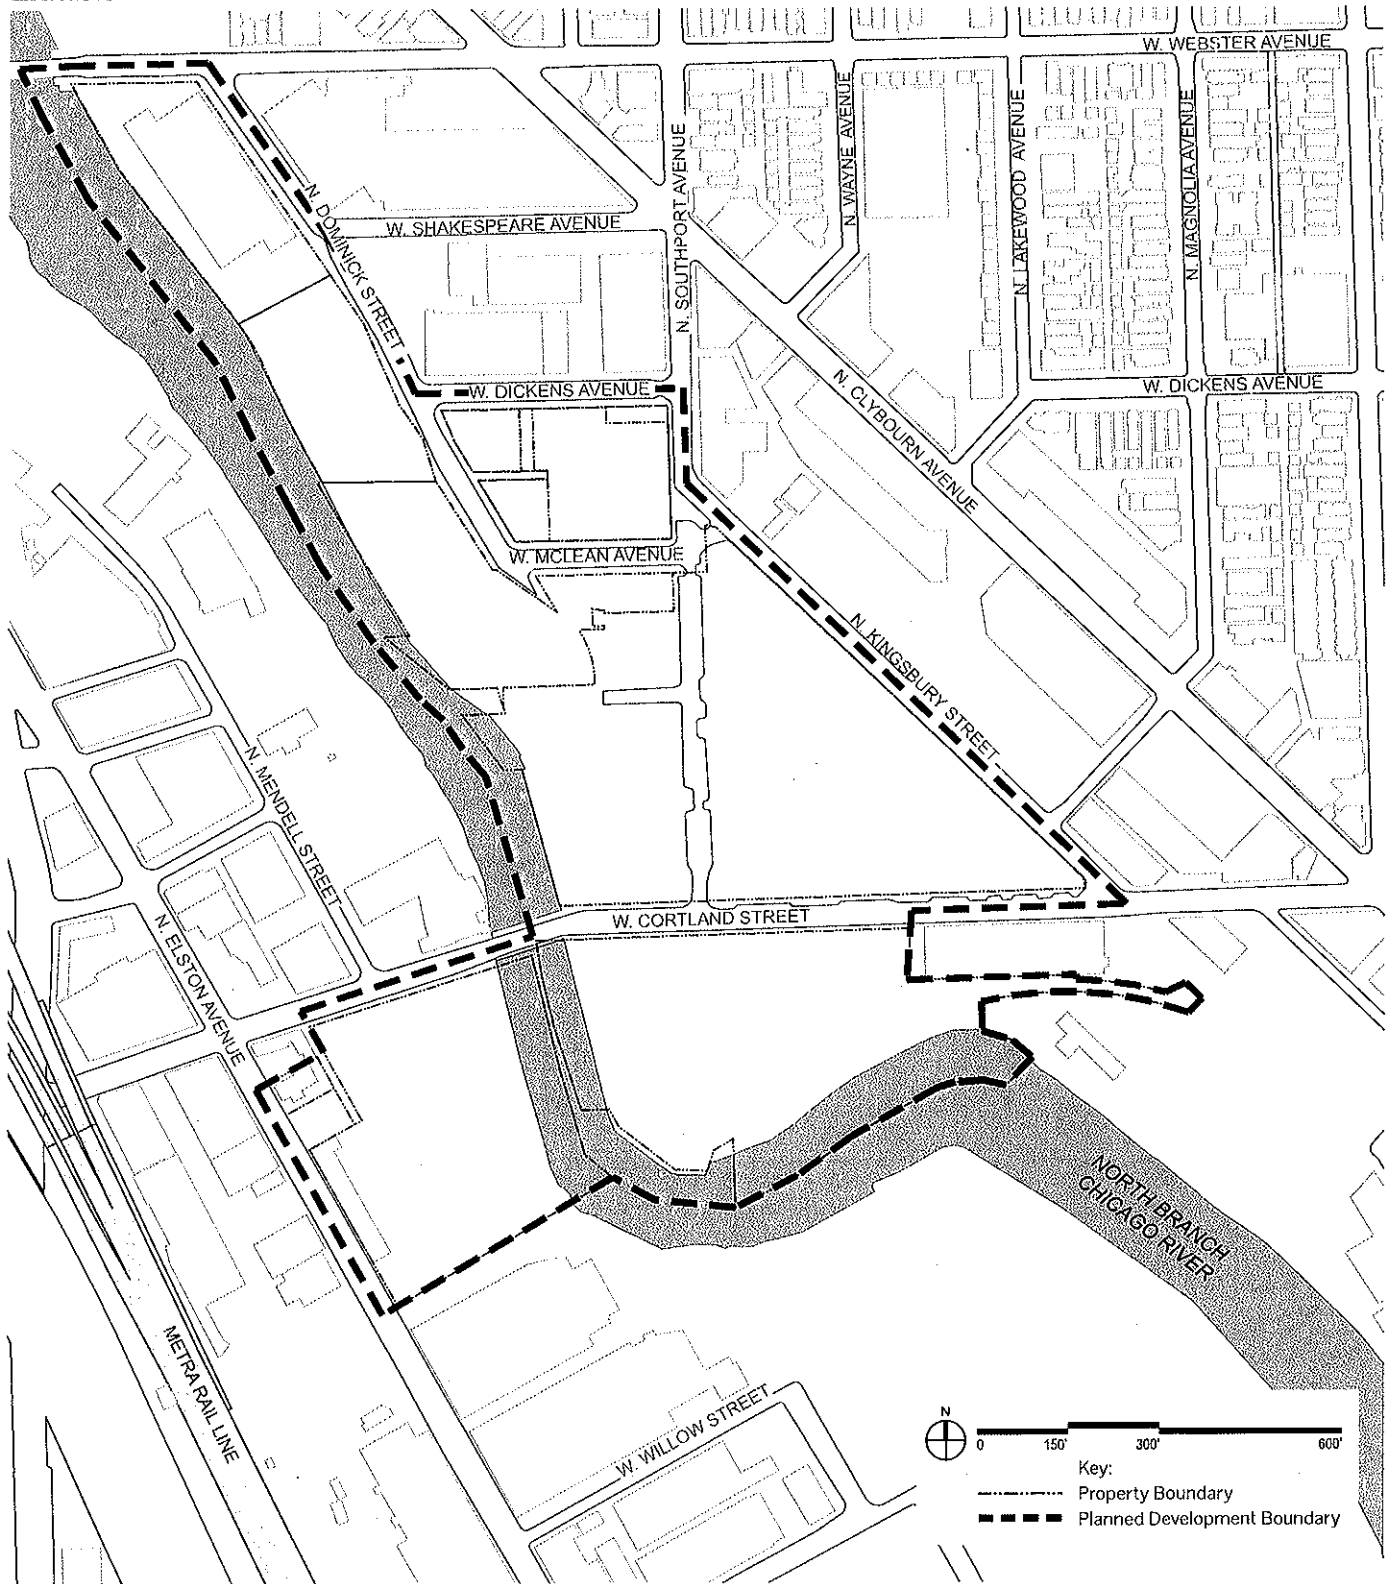 W. WEBSTER AVENUE
N. WAYNE AVENUE
N. LAKEWOOD AVENUE
N. MAGNOLIA AVENUE
N. SOUTHPORT AVENUE
N. DOMINICK STREET
W. SHAKESPEARE AVENUE
W. DICKENS AVENUE
W. DICKENS AVENUE
N. CLYBOURN AVENUE
W. MCLEAN AVENUE
N. KINGSBURY STREET
N. MENDELL STREET
W. CORTLAND STREET
N. ELSTON AVENUE
NORTH BRANCH
CHICAGO RIVER
METRA RAIL LINE
W. WILLOW STREET
N
0 150' 300' 600'
Key:
Property Boundary
Planned Development Boundary